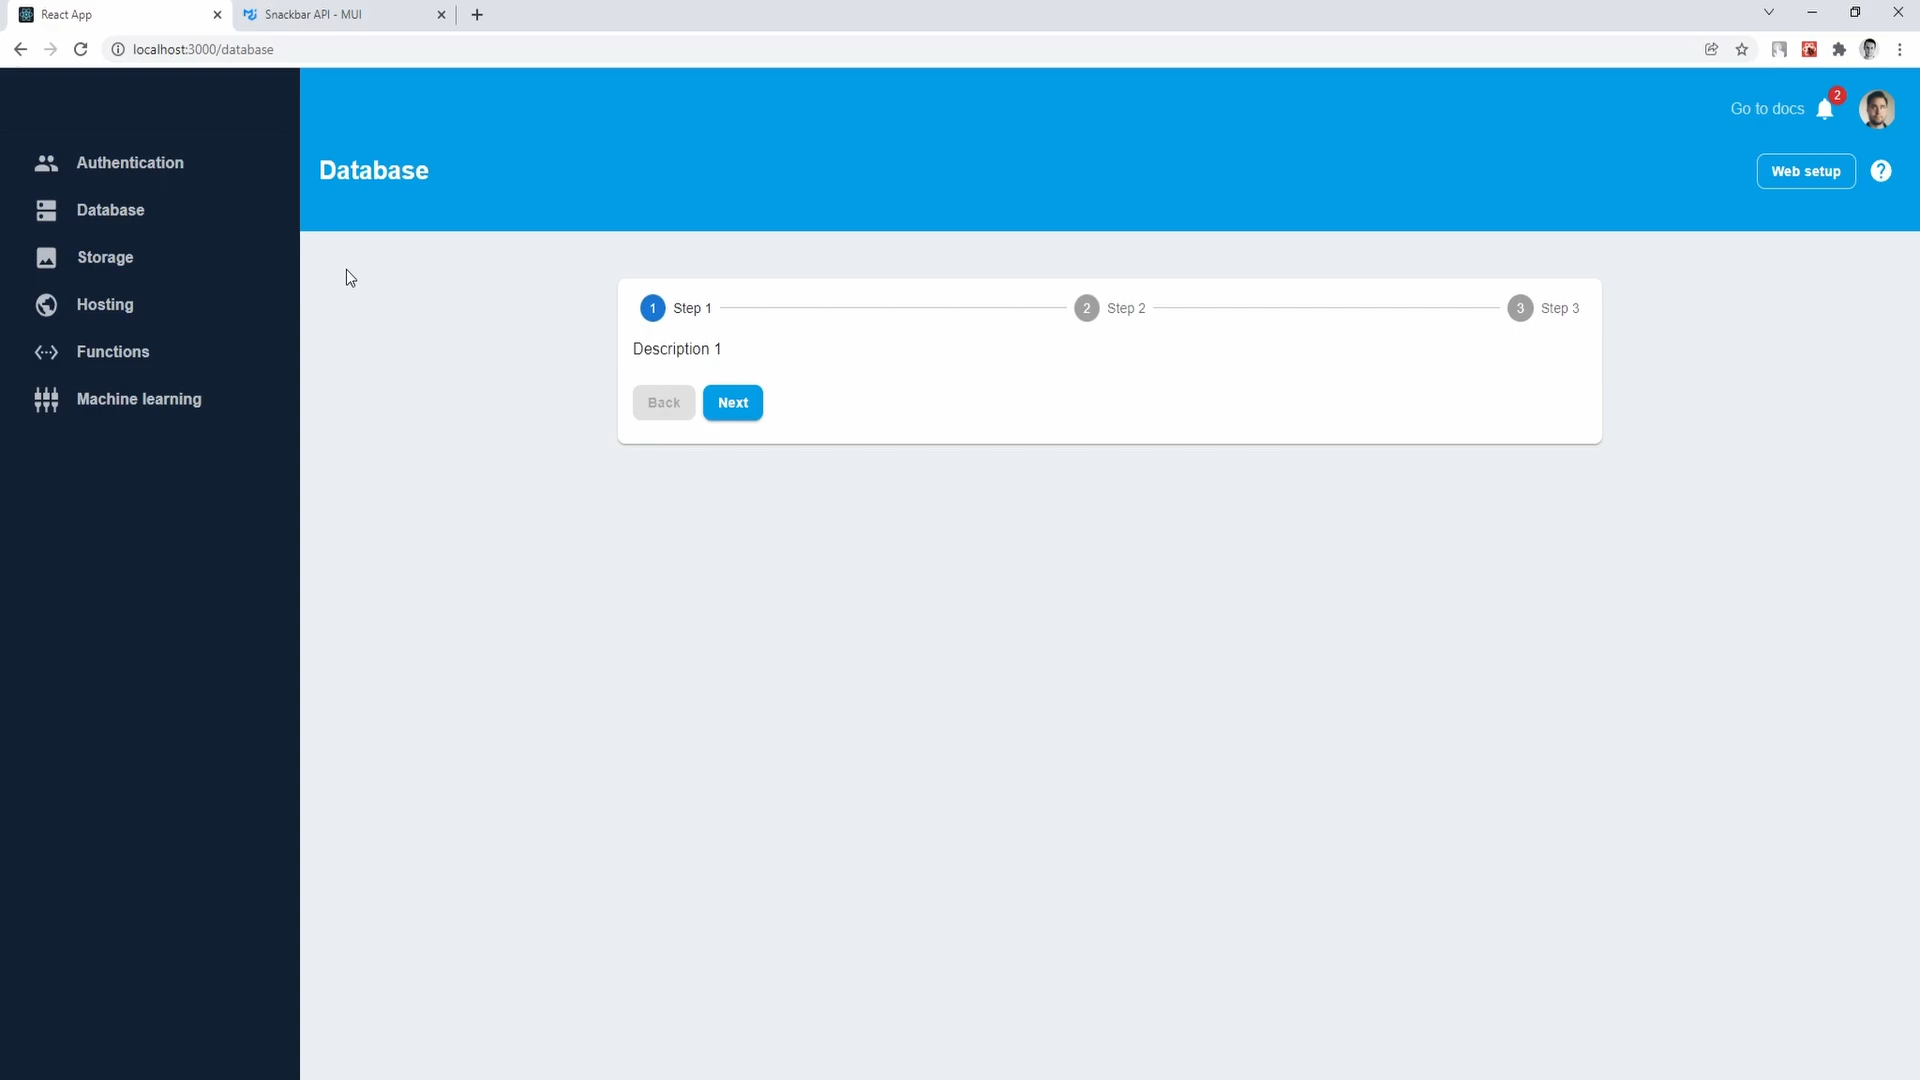 React App
Snackbar API - MUI
localhost:3000/database
Go to docs
2
Authentication
Database
Storage
Hosting
Functions
Machine learning
Database
Web setup
?
1 Step 1
2 Step 2
3 Step 3
Description 1
Back
Next